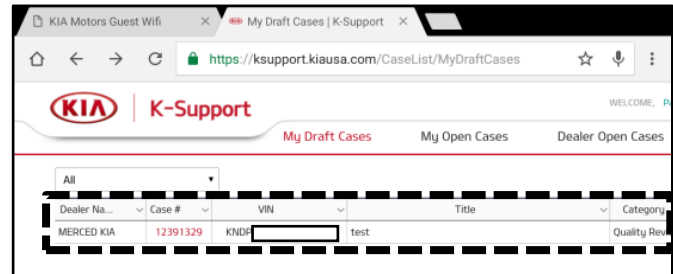 KIA Motors Guest Wifi
My Draft Cases | K-Support
https://ksupport.kiausa.com/CaseList/MyDraftCases
KIA K-Support
WELCOME,
My Draft Cases My Open Cases Dealer Open Cases
All
Dealer Na... Case # VIN Title Category
MERCED KIA 12391329 KNDP test Quality Rev